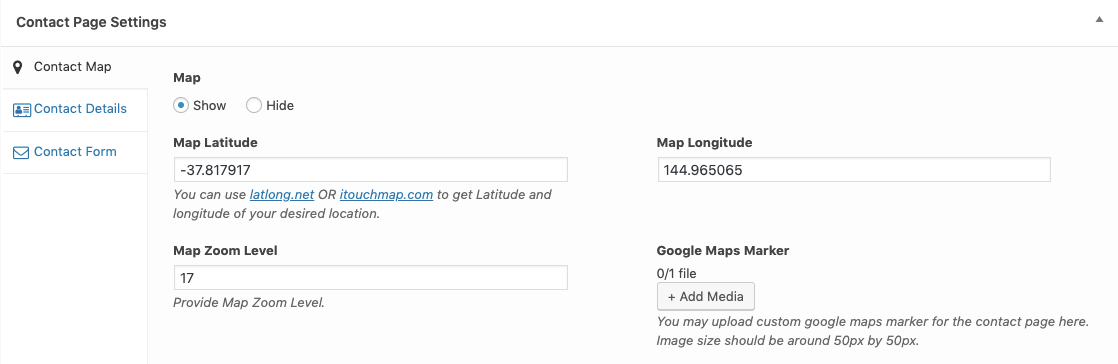 Contact Page Settings
Contact Map
Contact Details
Contact Form
Map
Show Hide
Map Latitude
-37.817917
You can use latlong.net OR itouchmap.com to get Latitude and
longitude of your desired location.
Map Longitude
144.965065
Map Zoom Level
17
Provide Map Zoom Level.
Google Maps Marker
0/1 file
+ Add Media
You may upload custom google maps marker for the contact page here.
Image size should be around 50px by 50px.